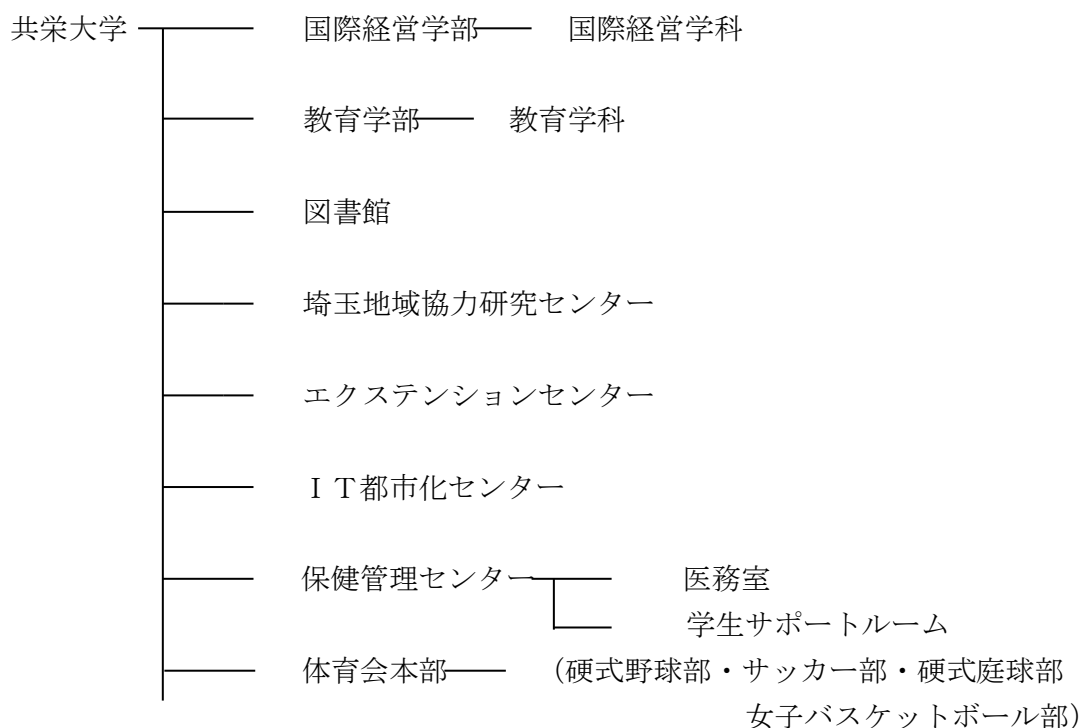 共栄大学 国際経営学部 国際経営学科
教育学部 教育学科
図書館
埼玉地域協力研究センター
エクステンションセンター
ＩＴ都市化センター
保健管理センター 医務室
学生サポートルーム
体育会本部 （硬式野球部・サッカー部・硬式庭球部
女子バスケットボール部）